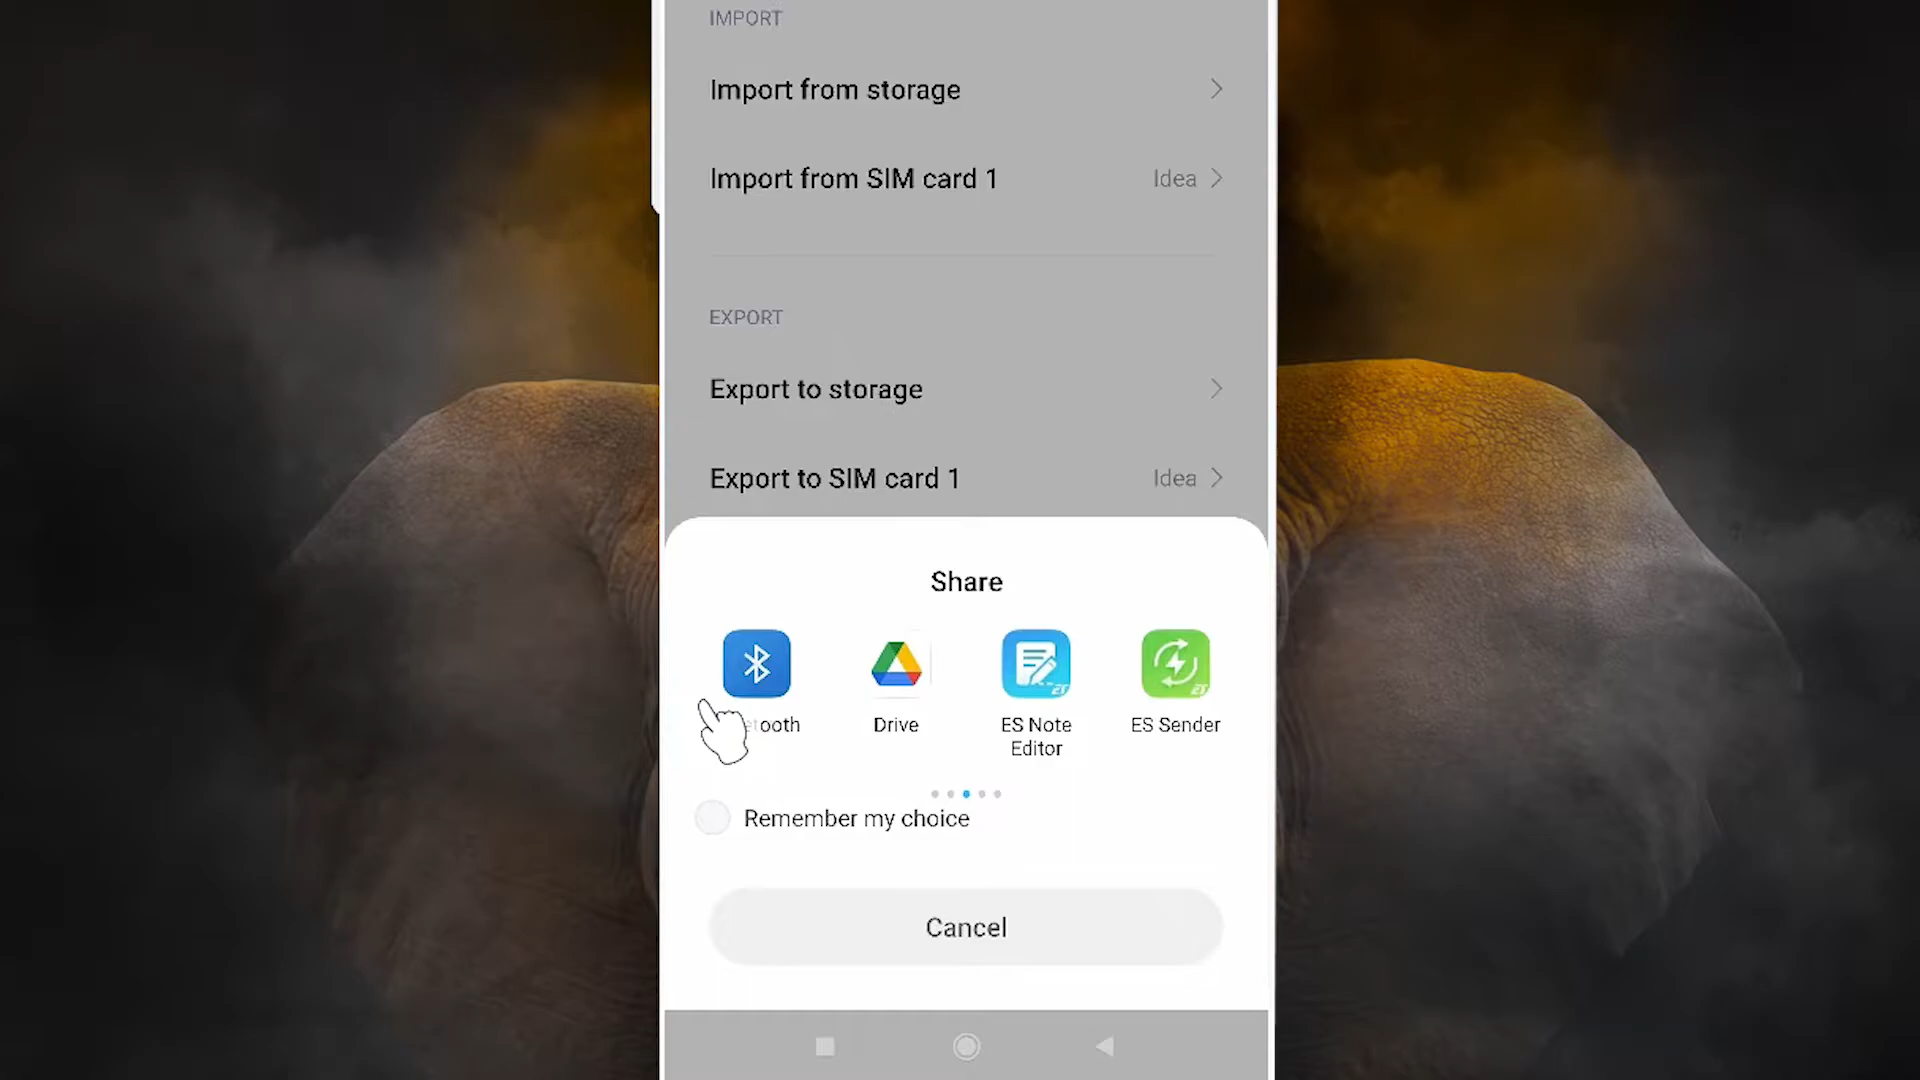 IMPORT
Import from storage
Import from SIM card 1 Idea
EXPORT
Export to storage
Export to SIM card 1 Idea
Share
ooth Drive ES Note Editor ES Sender
Remember my choice
Cancel